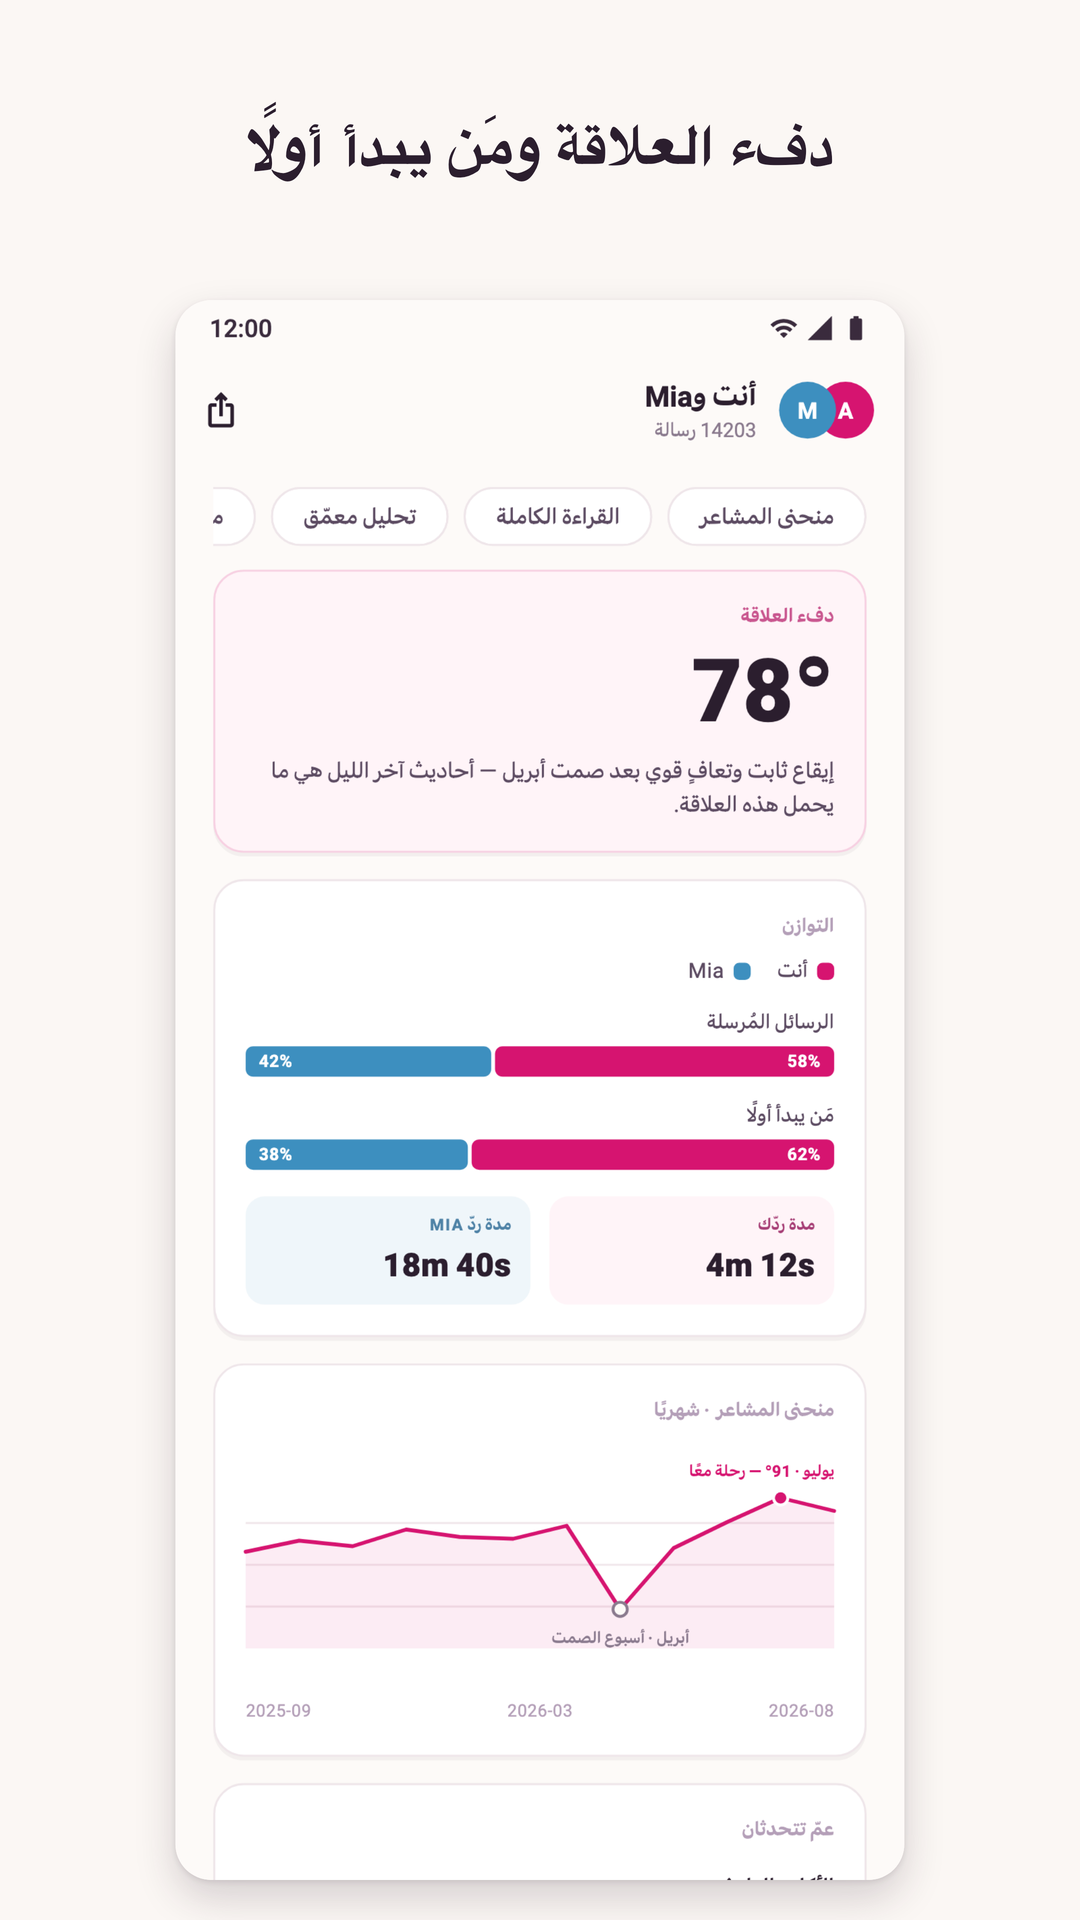 دفء العلاقة ومَن يبدأ أولًا
12:00
أنت وMia
14203 رسالة
M A
منحنى المشاعر
القراءة الكاملة
تحليل معمّق
دفء العلاقة
78°
إيقاع ثابت وتعافٍ قوي بعد صمت أبريل — أحاديث آخر الليل هي ما
يحمل هذه العلاقة.
التوازن
أنت Mia
الرسائل المُرسلة
58% 42%
مَن يبدأ أولًا
62% 38%
مدة ردّك
4m 12s
مدة ردّ MIA
18m 40s
منحنى المشاعر · شهريًا
يوليو · 91° — رحلة معًا
أبريل · أسبوع الصمت
2025-09 2026-03 2026-08
عمّ تتحدثان